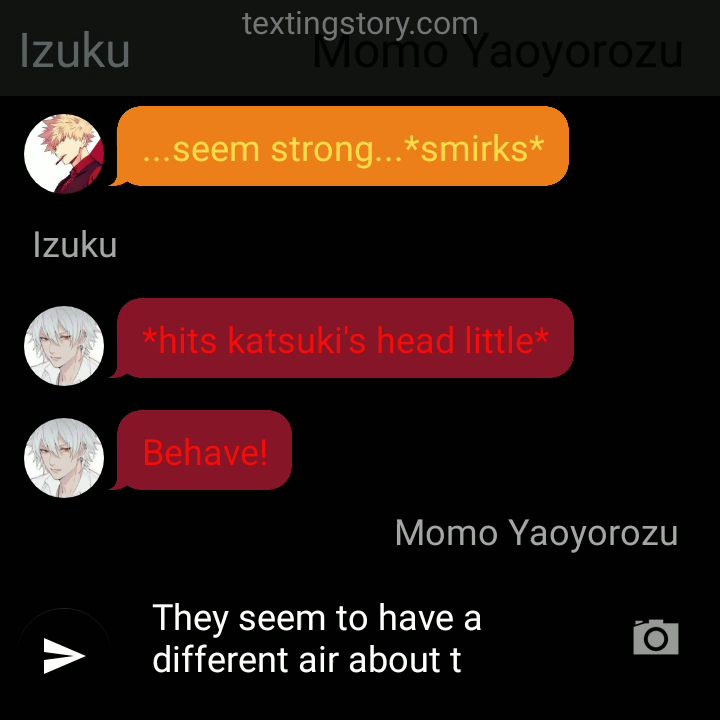 textingstory.com
Izuku Momo Yaoyorozu
...seem strong...*smirks*
Izuku
*hits katsuki's head little*
Behave!
Momo Yaoyorozu
They seem to have a
different air about t